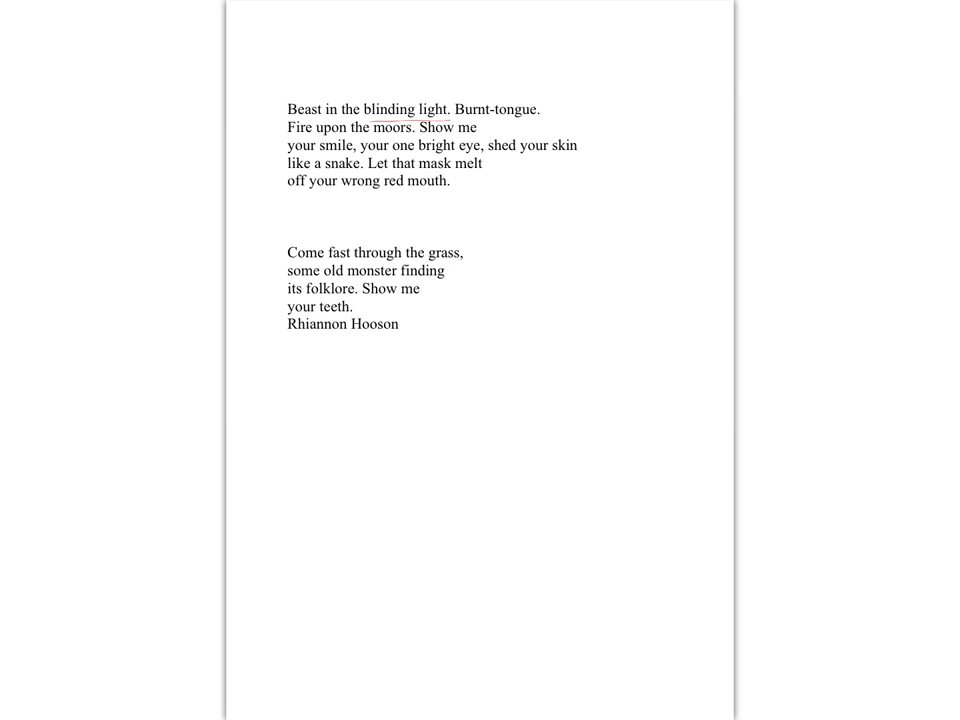 Beast in the blinding light. Burnt-tongue.
Fire upon the moors. Show me
your smile, your one bright eye, shed your skin
like a snake. Let that mask melt
off your wrong red mouth.
Come fast through the grass,
some old monster finding
its folklore. Show me
your teeth.
Rhiannon Hooson